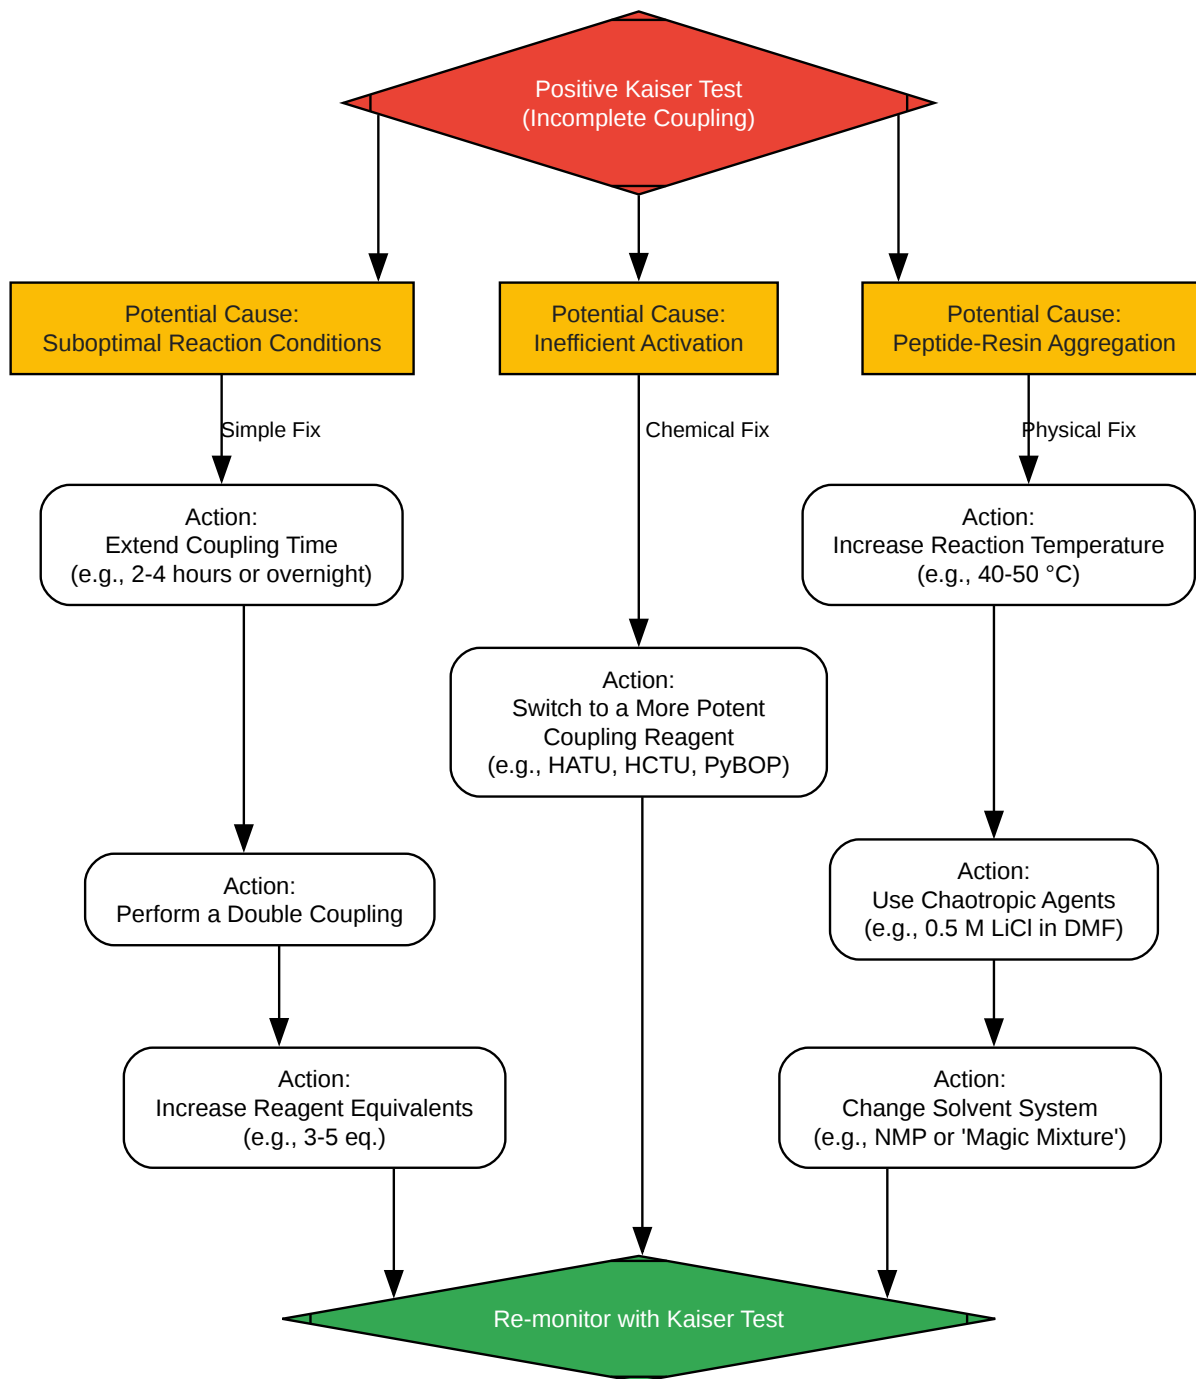 Positive Kaiser Test
(Incomplete Coupling)
Potential Cause:
Suboptimal Reaction Conditions
Potential Cause:
Inefficient Activation
Potential Cause:
Peptide-Resin Aggregation
Simple Fix
Chemical Fix
Physical Fix
Action:
Extend Coupling Time
(e.g., 2-4 hours or overnight)
Action:
Increase Reaction Temperature
(e.g., 40-50 °C)
Action:
Switch to a More Potent
Coupling Reagent
(e.g., HATU, HCTU, PyBOP)
Action:
Perform a Double Coupling
Action:
Use Chaotropic Agents
(e.g., 0.5 M LiCl in DMF)
Action:
Increase Reagent Equivalents
(e.g., 3-5 eq.)
Action:
Change Solvent System
(e.g., NMP or 'Magic Mixture')
Re-monitor with Kaiser Test